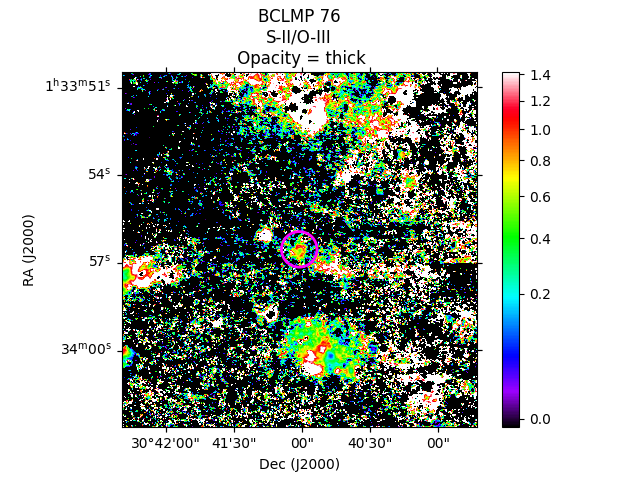 BCLMP 76
S-II/O-III
Opacity = thick
1h33m51s
54s
57s
34m00s
RA (J2000)
30°42'00" 41'30" 00" 40'30" 00"
Dec (J2000)
1.4
1.2
1.0
0.8
0.6
0.4
0.2
0.0